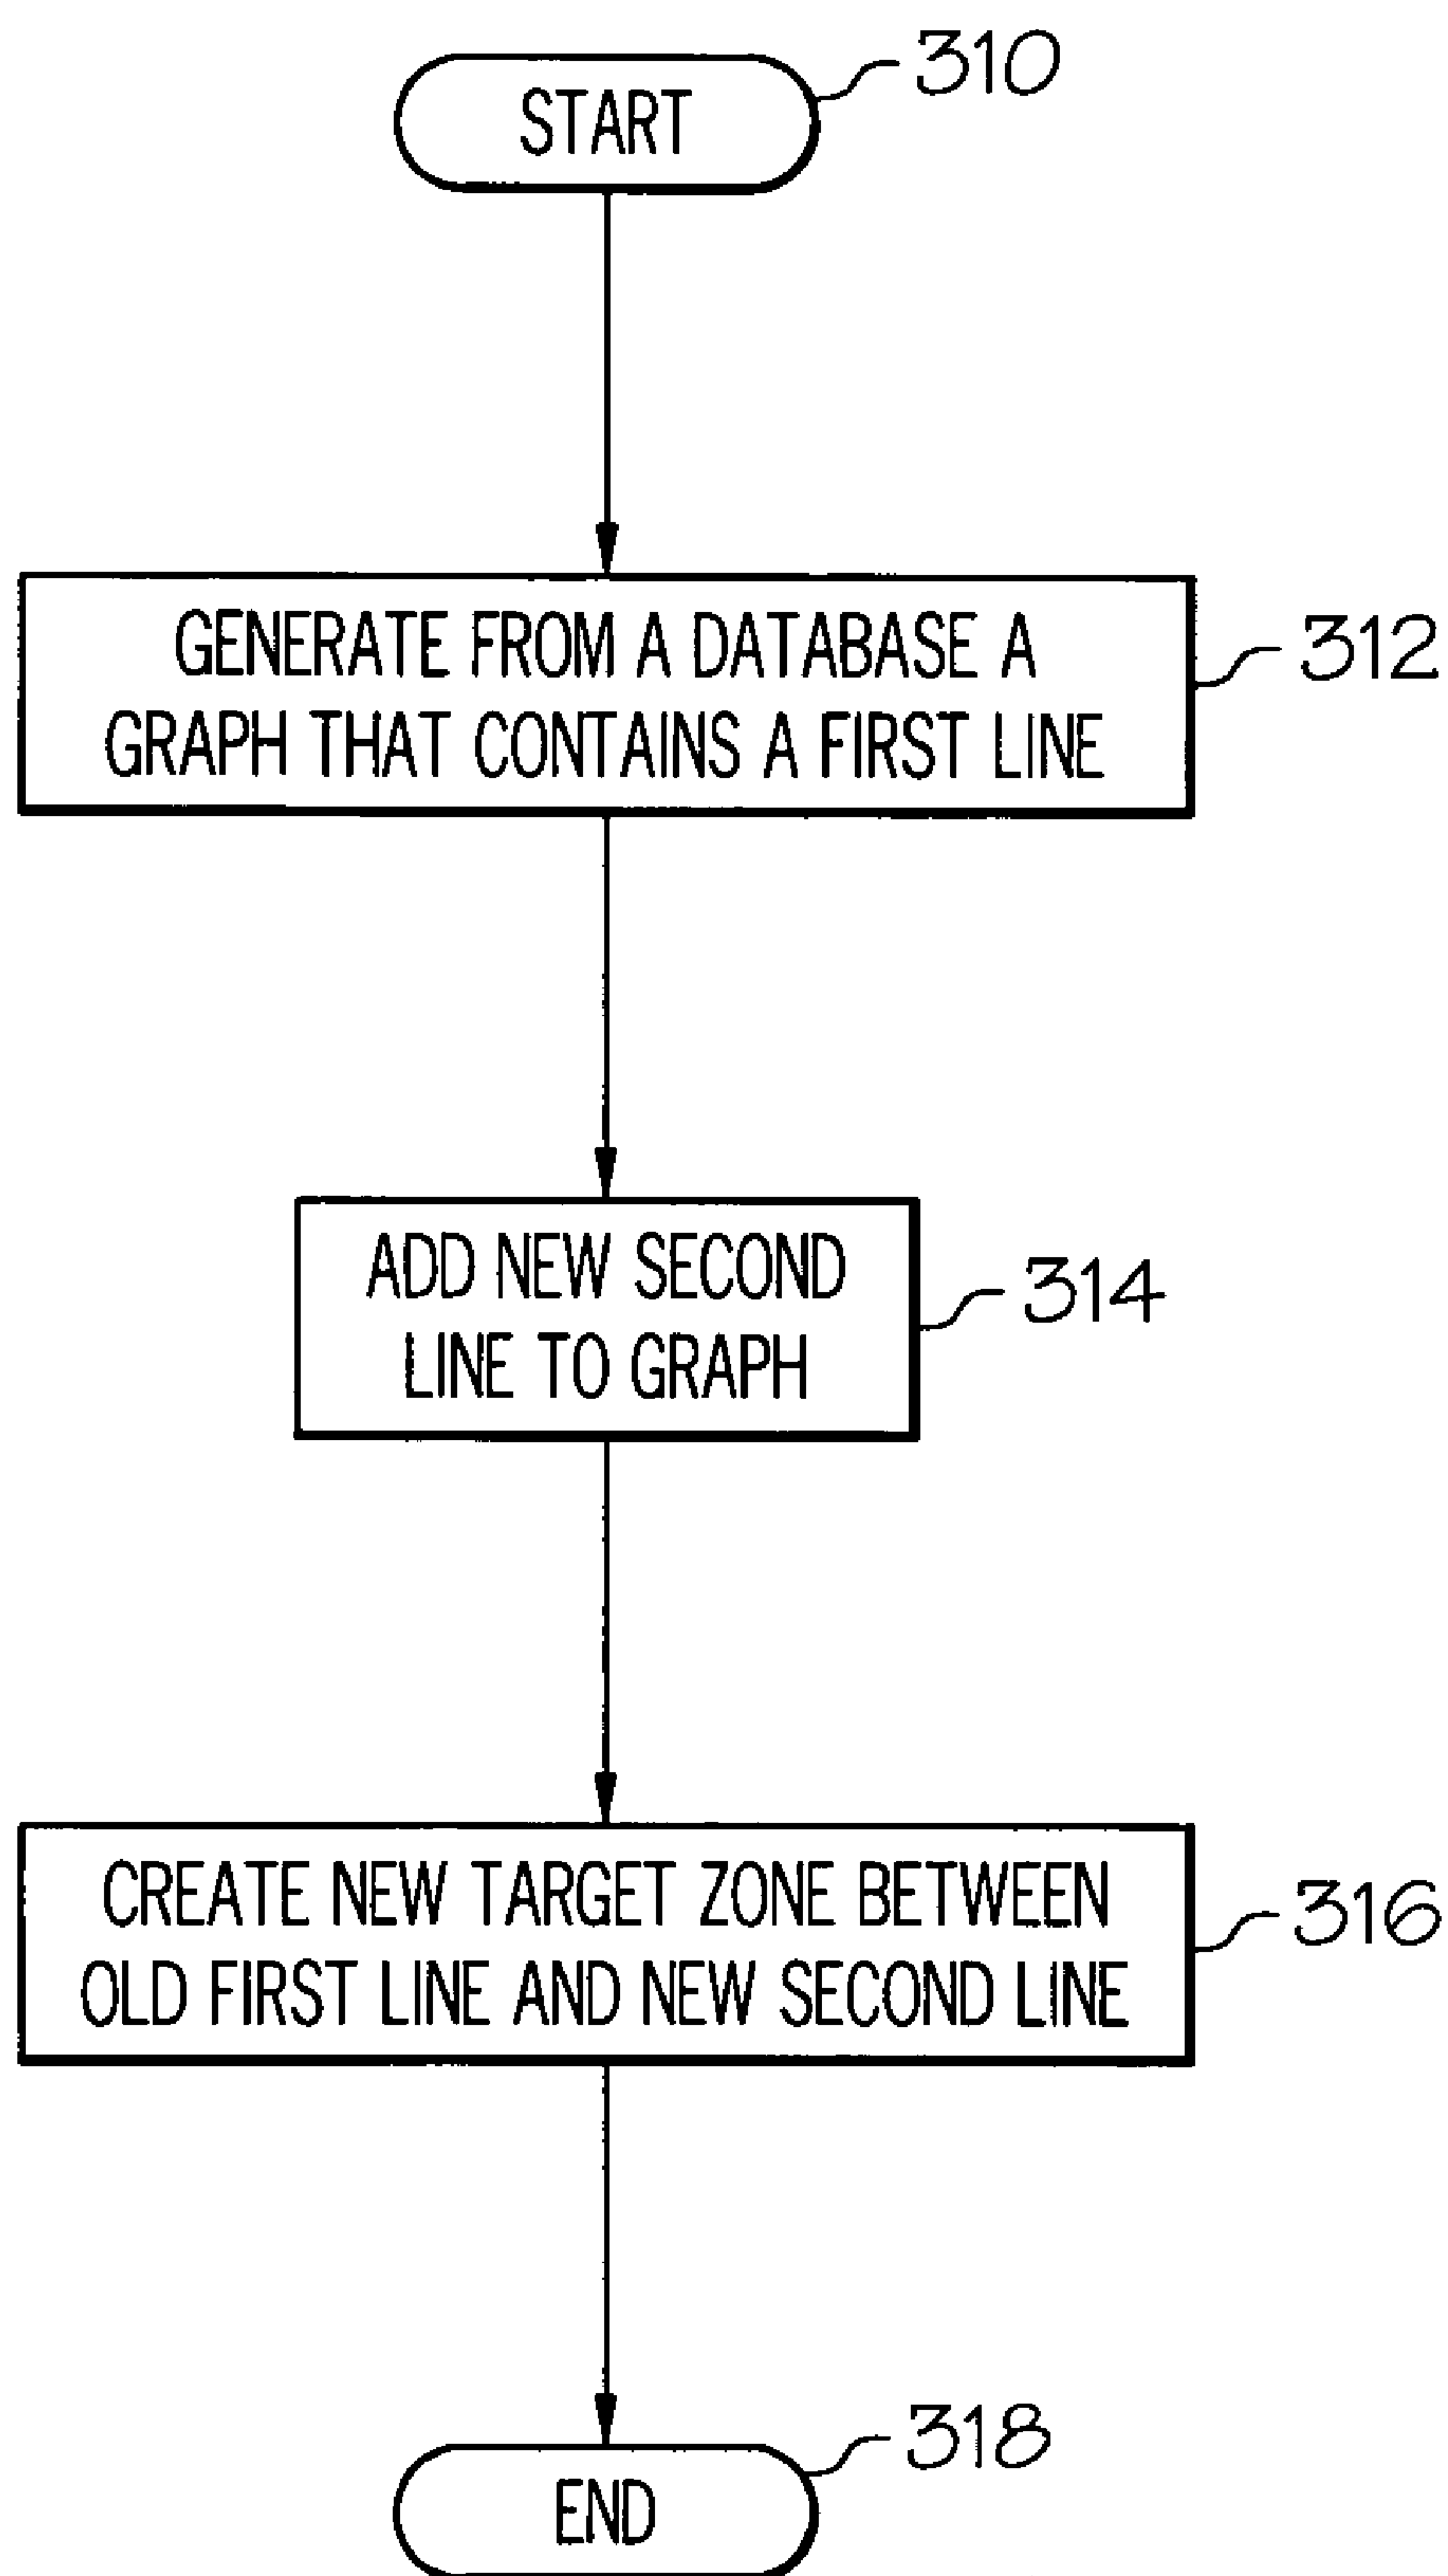 START
310
GENERATE FROM A DATABASE A
GRAPH THAT CONTAINS A FIRST LINE
312
ADD NEW SECOND
LINE TO GRAPH
314
CREATE NEW TARGET ZONE BETWEEN
OLD FIRST LINE AND NEW SECOND LINE
316
END
318